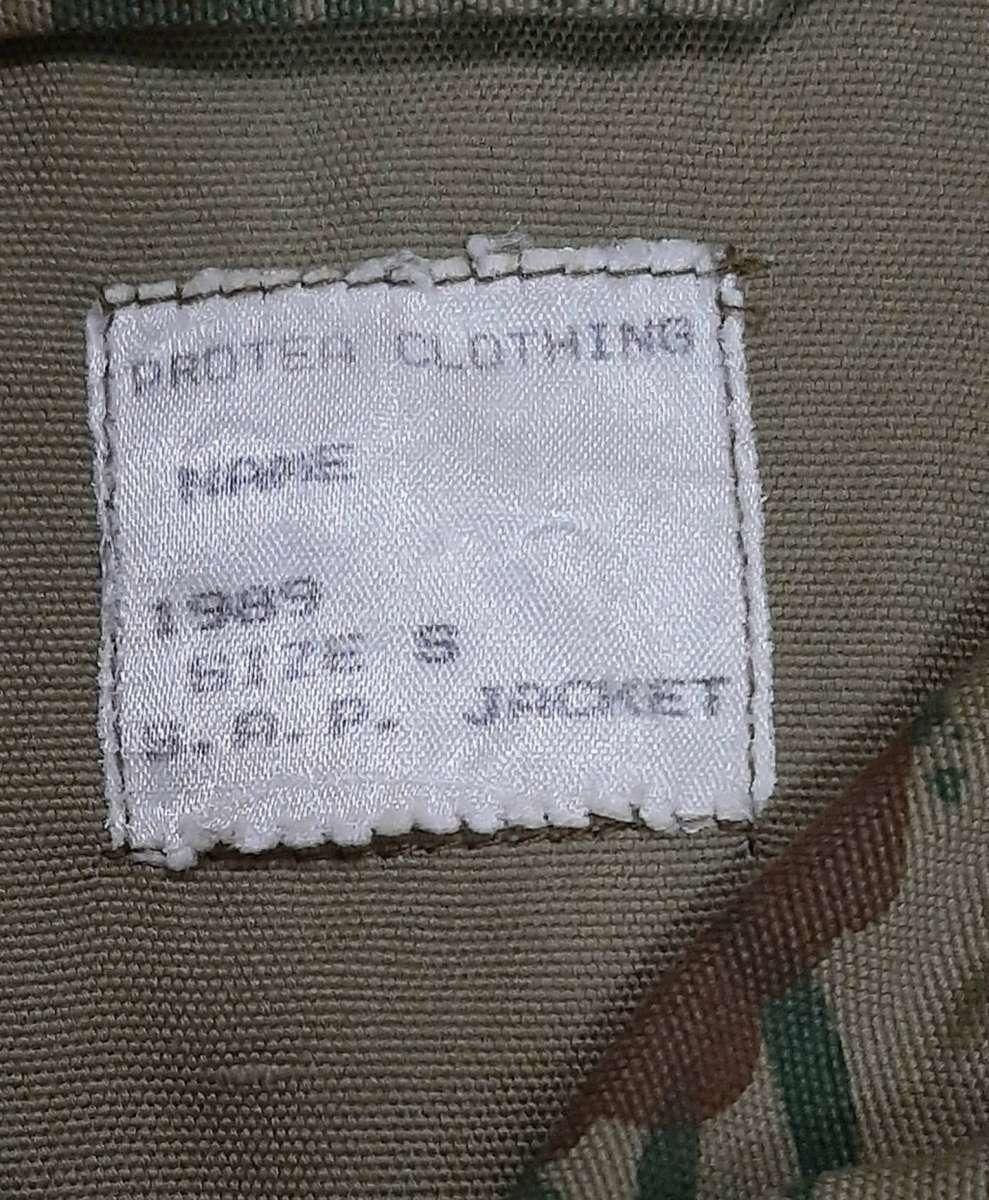 PROTEA CLOTHING
NAME
1989
SIZE S
S.A.P. JACKET